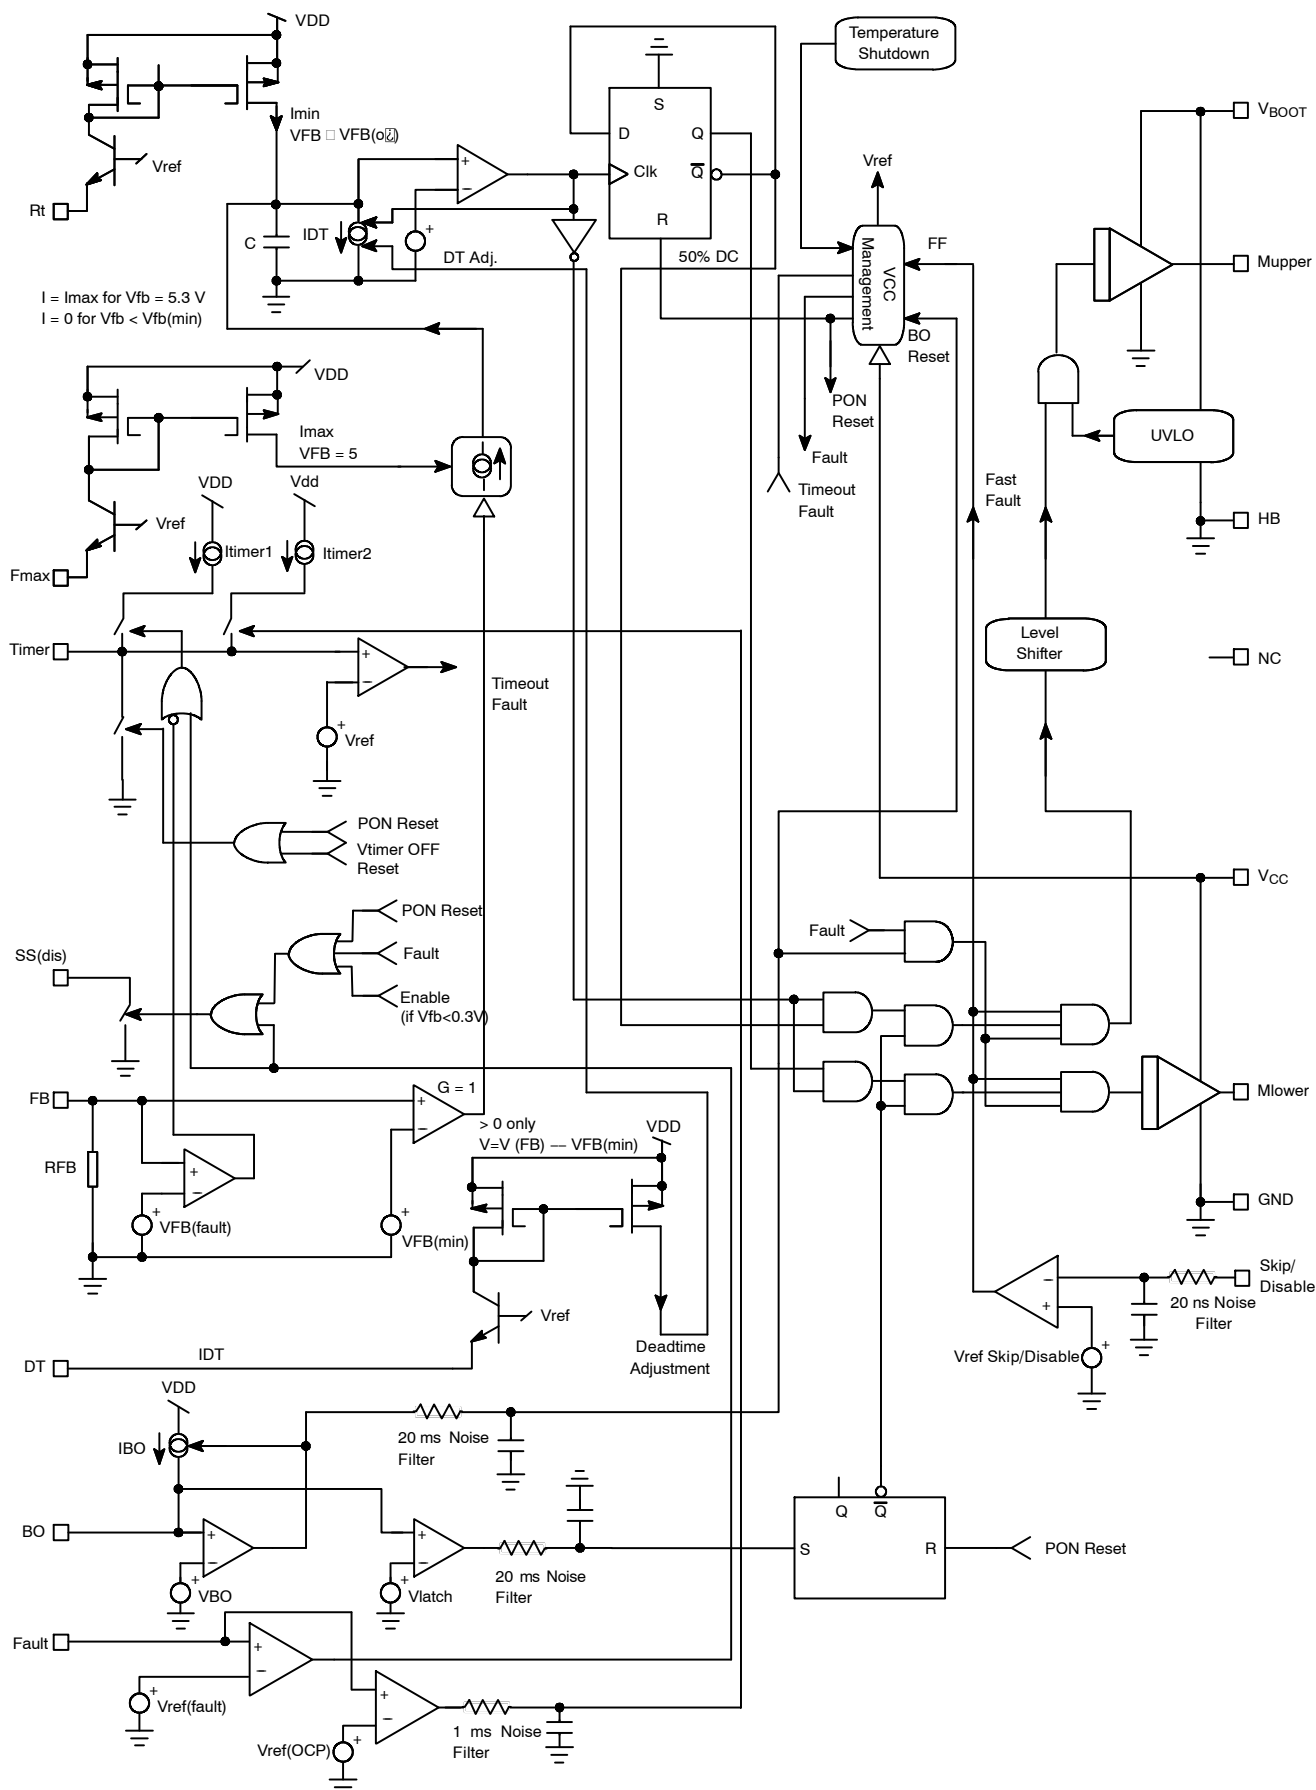 VDD
Temperature
Shutdown
Imin
VFB □ VFB(o
S
D
Q
Clk
Q
R
VBOOT
Vref
Vref
Rt
C
IDT
+
−
+
DT Adj.
50% DC
VCC
Management
FF
BO
Reset
Mupper
I = Imax for Vfb = 5.3 V
I = 0 for Vfb < Vfb(min)
VDD
Imax
VFB = 5
PON
Reset
Fault
Timeout
Fault
UVLO
Fast
Fault
HB
VDD
Vdd
Vref
Itimer1
Itimer2
Fmax
Timer
+
−
Timeout
Fault
+
Vref
Level
Shifter
NC
PON Reset
Vtimer OFF
Reset
VCC
PON Reset
Fault
Enable
(if Vfb<0.3V)
SS(dis)
Fault
FB
G = 1
+
−
> 0 only
V=V (FB) −− VFB(min)
VDD
Mlower
RFB
+
−
+
VFB(fault)
+
VFB(min)
GND
Vref
Skip/
Disable
−
+
20 ns Noise
Filter
Vref Skip/Disable
+
Deadtime
Adjustment
DT
IDT
VDD
IBO
20 ms Noise
Filter
BO
+
−
+
VBO
+
−
+
Vlatch
20 ms Noise
Filter
Q
Q
S
R
PON Reset
Fault
+
−
+
Vref(fault)
+
−
+
Vref(OCP)
1 ms Noise
Filter